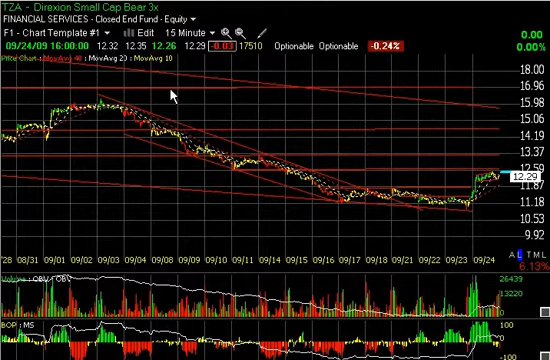 TZA - Direxion Small Cap Bear 3x
FINANCIAL SERVICES - Closed End Fund - Equity
0.00
F1 - Chart Template #1 Edit 15 Minute
0.00%
09/24/09 16:00:00 12.32 12.35 12.26 12.29 -0.03 17510 Optionable Optionable -0.24%
Price Chart : MovAvg 40 : MovAvg 20 : MovAvg 10
18.00
16.96
15.98
15.06
14.19
13.37
12.59
12.29
11.87
11.18
10.53
9.92
'28 08/31 09/01 09/02 09/03 09/04 09/08 09/09 09/10 09/11 09/14 09/15 09/16 09/17 09/18 09/21 09/22 09/23 09/24
A L T M L
6.13%
Volume : OBV : OBV
26439
13220
BOP : MS
100
-100